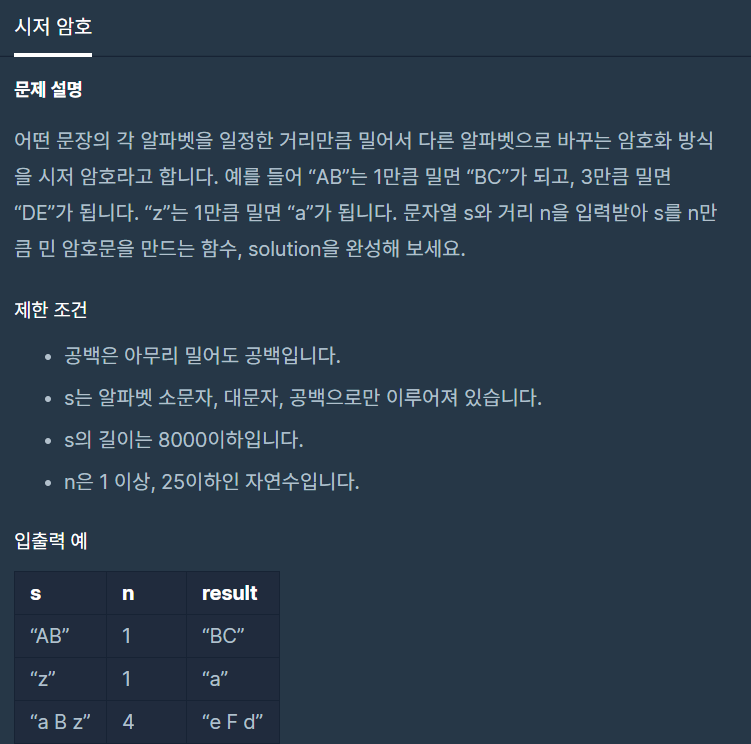 시저 암호
문제 설명
어떤 문장의 각 알파벳을 일정한 거리만큼 밀어서 다른 알파벳으로 바꾸는 암호화 방식
을 시저 암호라고 합니다. 예를 들어 “AB”는 1만큼 밀면 “BC”가 되고, 3만큼 밀면
“DE”가 됩니다. “z”는 1만큼 밀면 “a”가 됩니다. 문자열 s와 거리 n을 입력받아 s를 n만
큼 민 암호문을 만드는 함수, solution을 완성해 보세요.
제한 조건
• 공백은 아무리 밀어도 공백입니다.
• s는 알파벳 소문자, 대문자, 공백으로만 이루어져 있습니다.
• s의 길이는 8000이하입니다.
• n은 1 이상, 25이하인 자연수입니다.
입출력 예
s n result
“AB” 1 “BC”
“z” 1 “a”
“a B z” 4 “e F d”